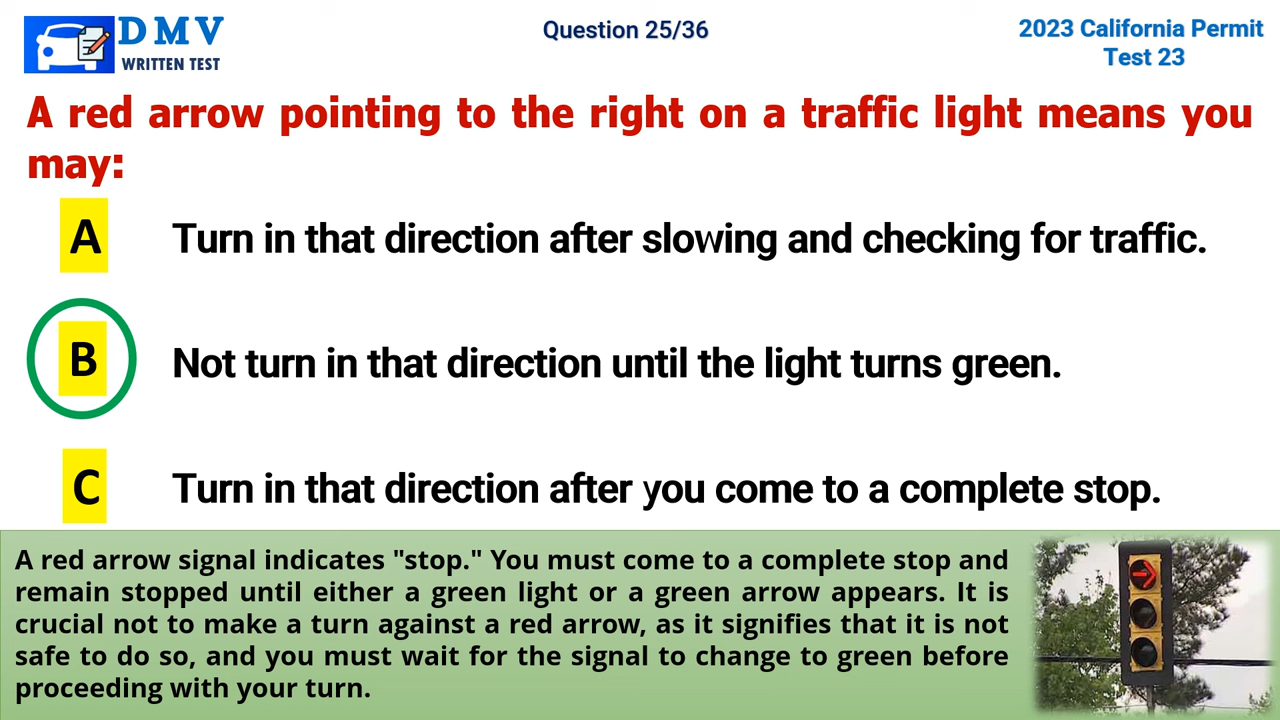 DMV
WRITTEN TEST
Question 25/36
2023 California Permit
Test 23
A red arrow pointing to the right on a traffic light means you
may:
A Turn in that direction after slowing and checking for traffic.
B Not turn in that direction until the light turns green.
C Turn in that direction after you come to a complete stop.
A red arrow signal indicates "stop." You must come to a complete stop and
remain stopped until either a green light or a green arrow appears. It is
crucial not to make a turn against a red arrow, as it signifies that it is not
safe to do so, and you must wait for the signal to change to green before
proceeding with your turn.